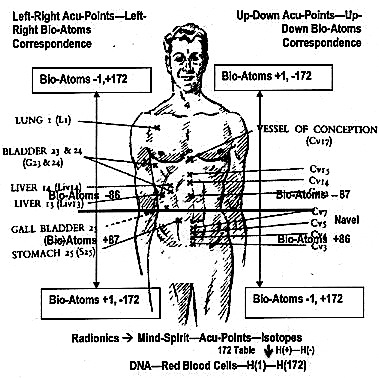 Left-Right Acu-Points—Left-
Right Bio-Atoms
Correspondence
Up-Down Acu-Points—Up-
Down Bio-Atoms
Correspondence
Bio-Atoms -1,+172
Bio-Atoms +1, -172
LUNG 1 (L1)
BLADDER 23 & 24
(G23 & 24)
LIVER 14 (Liv14)
Bio-Atoms -86
LIVER 13 (Liv13)
GALL BLADDER 25
+87
STOMACH 25 (S25)
VESSEL OF CONCEPTION
(Cv17)
Cv15
Cv14
Bio-Atoms -87
Cv7
Navel
Cv5
Bio-Atoms +86
Cv3
Bio-Atoms +1, -172
Bio-Atoms -1, +172
Radionics → Mind-Spirit—Acu-Points—Isotopes
172 Table H(+)—H(-)
DNA—Red Blood Cells—H(1)—H(172)